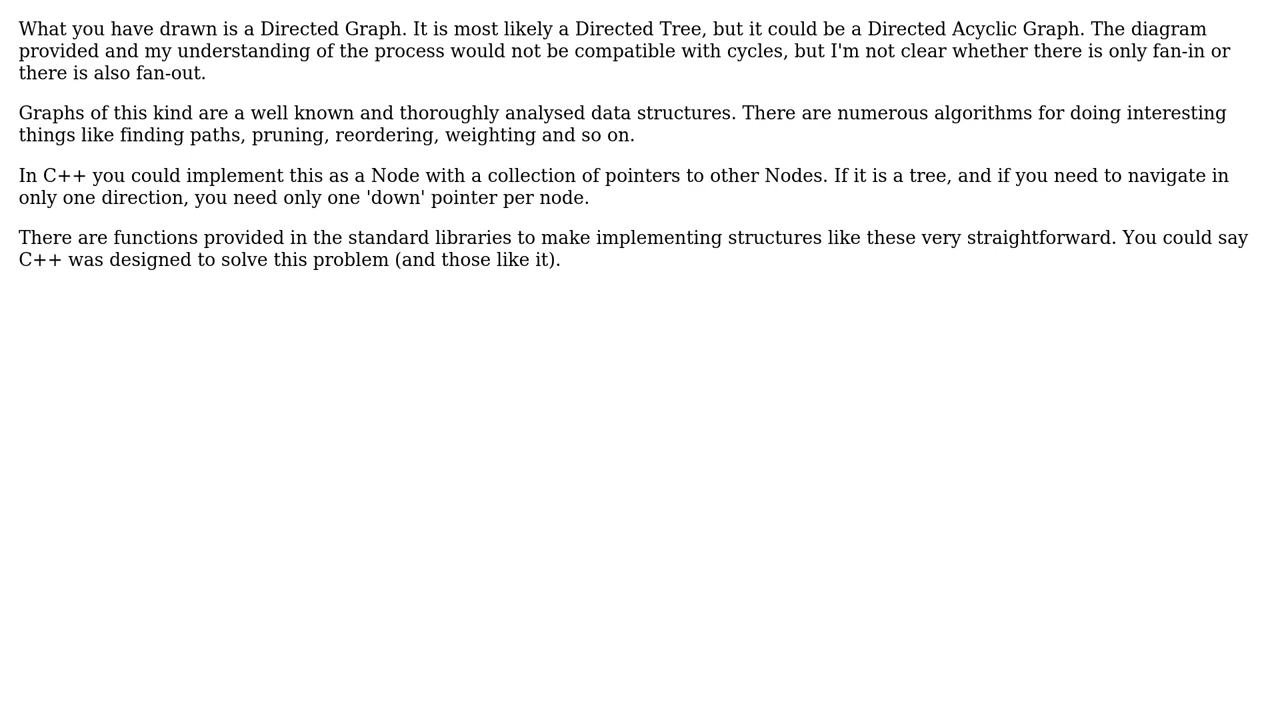 What you have drawn is a Directed Graph. It is most likely a Directed Tree, but it could be a Directed Acyclic Graph. The diagram
provided and my understanding of the process would not be compatible with cycles, but I'm not clear whether there is only fan-in or
there is also fan-out.
Graphs of this kind are a well known and thoroughly analysed data structures. There are numerous algorithms for doing interesting
things like finding paths, pruning, reordering, weighting and so on.
In C++ you could implement this as a Node with a collection of pointers to other Nodes. If it is a tree, and if you need to navigate in
only one direction, you need only one 'down' pointer per node.
There are functions provided in the standard libraries to make implementing structures like these very straightforward. You could say
C++ was designed to solve this problem (and those like it).